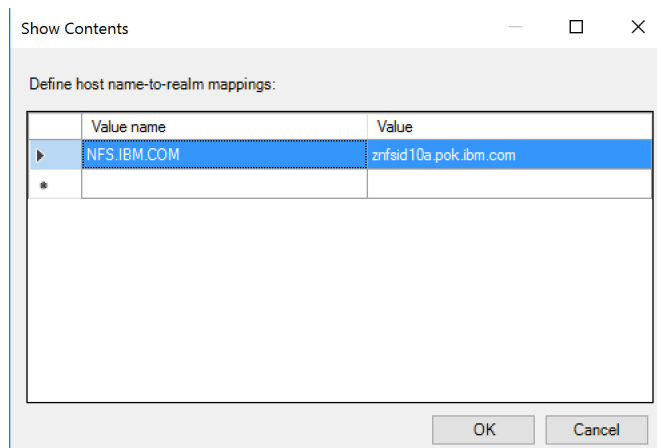 Show Contents
Define host name-to-realm mappings:
Value name Value
NFS.IBM.COM znfsid10a.pok.ibm.com
OK Cancel